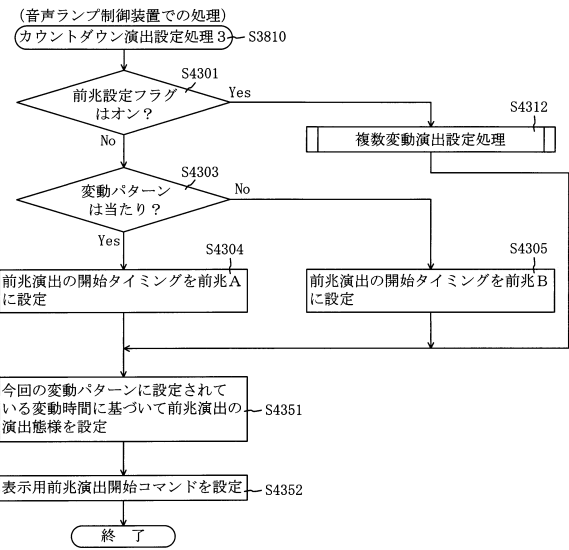 (音声ランプ制御装置での処理)
カウントダウン演出設定処理３
S3810
S4301
前兆設定フラグ
はオン？
Yes
No
S4312
複数変動演出設定処理
S4303
変動パターン
は当たり？
No
Yes
S4304
前兆演出の開始タイミングを前兆Ａ
に設定
S4305
前兆演出の開始タイミングを前兆Ｂ
に設定
今回の変動パターンに設定されて
いる変動時間に基づいて前兆演出の
演出態様を設定
S4351
表示用前兆演出開始コマンドを設定
S4352
終 了